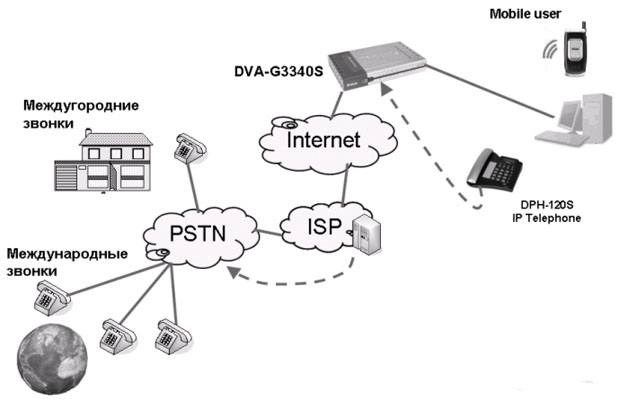 Mobile user
DVA-G3340S
Междугородние
звонки
Internet
DPH-120S
IP Telephone
PSTN
ISP
Международные
звонки